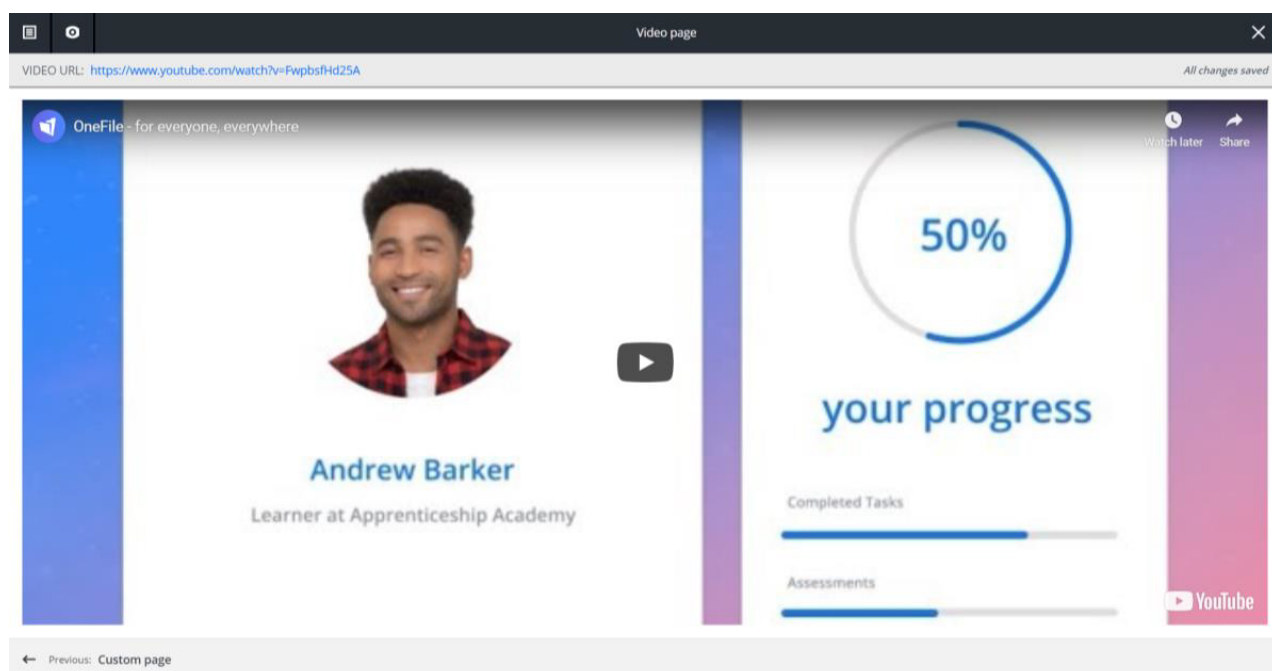 Video page
VIDEO URL: https://www.youtube.com/watch?v=FwpbsfHd25A
All changes saved
OneFile - for everyone, everywhere
Watch later
Share
50%
your progress
Andrew Barker
Learner at Apprenticeship Academy
Completed Tasks
Assessments
YouTube
Previous: Custom page